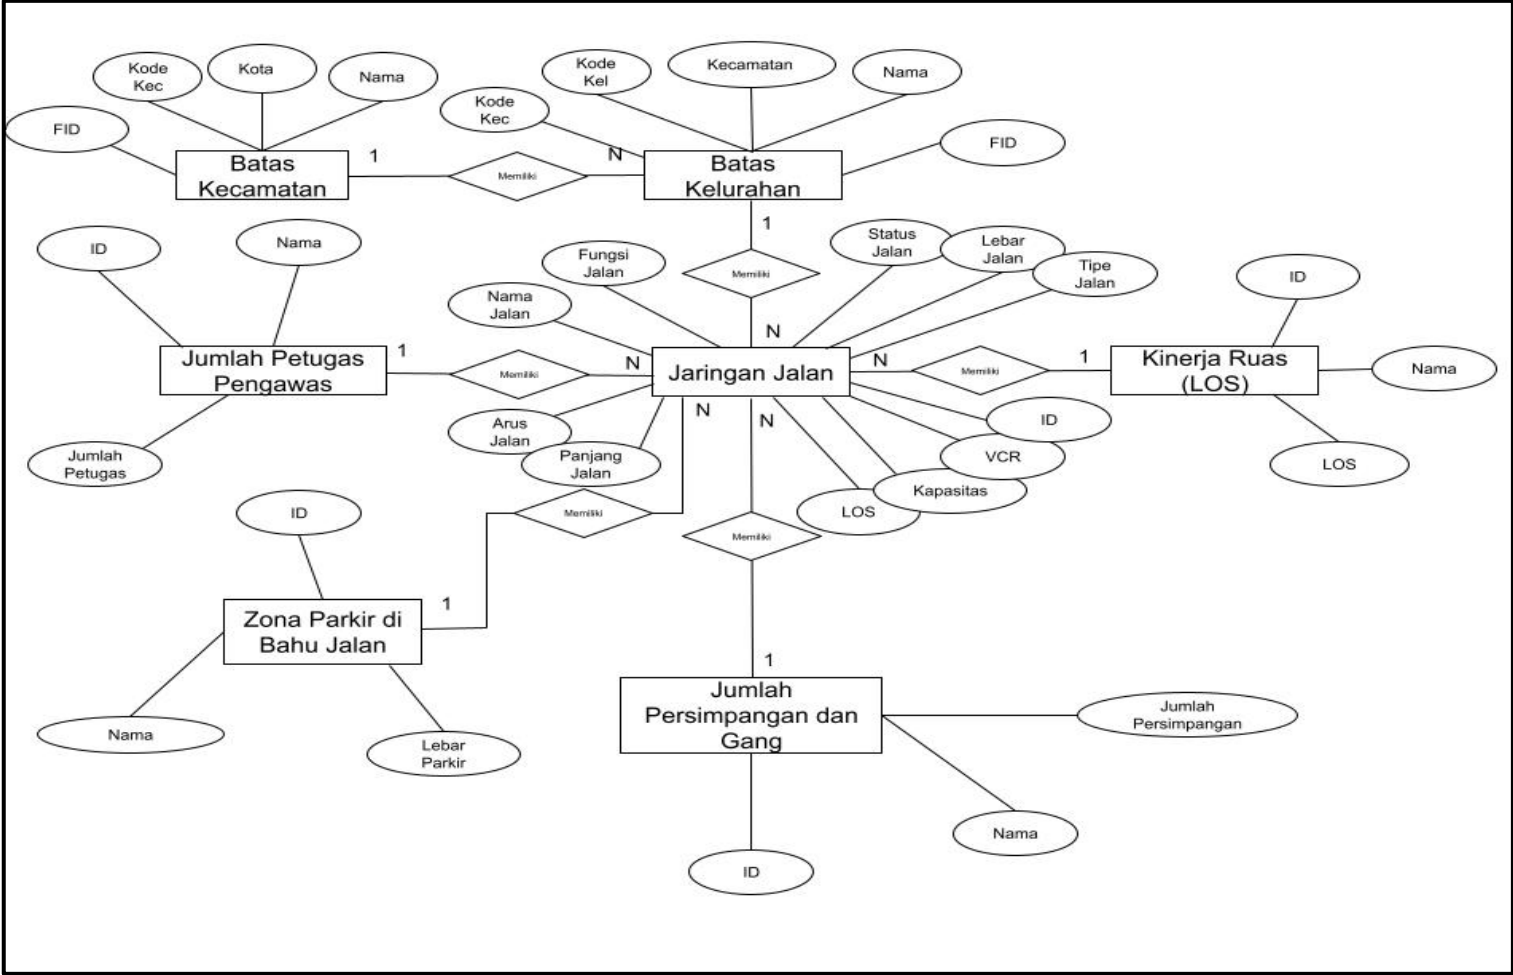 Kode
Kec
Kota
Nama
FID
Batas
Kecamatan
1
Memiliki
N
Kode
Kec
Kode
Kel
Kecamatan
Nama
FID
Batas
Kelurahan
1
Memiliki
N
ID
Nama
Jumlah Petugas
Pengawas
Jumlah
Petugas
1
Memiliki
N
Nama
Jalan
Fungsi
Jalan
Status
Jalan
Lebar
Jalan
Tipe
Jalan
Jaringan Jalan
Arus
Jalan
Panjang
Jalan
LOS
Kapasitas
VCR
ID
N
Memiliki
1
Kinerja Ruas
(LOS)
ID
Nama
LOS
N
Memiliki
1
Zona Parkir di
Bahu Jalan
ID
Nama
Lebar
Parkir
N
Memiliki
1
Jumlah
Persimpangan dan
Gang
Jumlah
Persimpangan
Nama
ID